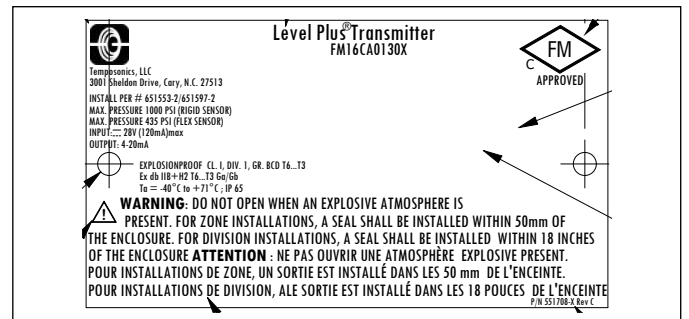 Level Plus® Transmitter
FM16CA0130X
FM
C
APPROVED
Temposonics, LLC
3001 Sheldon Drive, Cary, N.C. 27513
INSTALL PER # 651553-2/651597-2
MAX. PRESSURE 1000 PSI (RIGID SENSOR)
MAX. PRESSURE 435 PSI (FLEX SENSOR)
INPUT: ⎓ 28V (120mA)max
OUTPUT: 4-20mA
EXPLOSIONPROOF CL. I, DIV. 1, GR. BCD T6...T3
Ex db IIB+H2 T6...T3 Ga/Gb
Ta = -40°C to +71°C ; IP 65
WARNING: DO NOT OPEN WHEN AN EXPLOSIVE ATMOSPHERE IS
PRESENT. FOR ZONE INSTALLATIONS, A SEAL SHALL BE INSTALLED WITHIN 50mm OF
THE ENCLOSURE. FOR DIVISION INSTALLATIONS, A SEAL SHALL BE INSTALLED WITHIN 18 INCHES
OF THE ENCLOSURE ATTENTION : NE PAS OUVRIR UNE ATMOSPHÈRE EXPLOSIVE PRESENT.
POUR INSTALLATIONS DE ZONE, UN SORTIE EST INSTALLÉ DANS LES 50 mm DE L'ENCEINTE.
POUR INSTALLATIONS DE DIVISION, ALE SORTIE EST INSTALLÉ DANS LES 18 POUCES DE L'ENCEINTE
P/N 551708-X Rev C